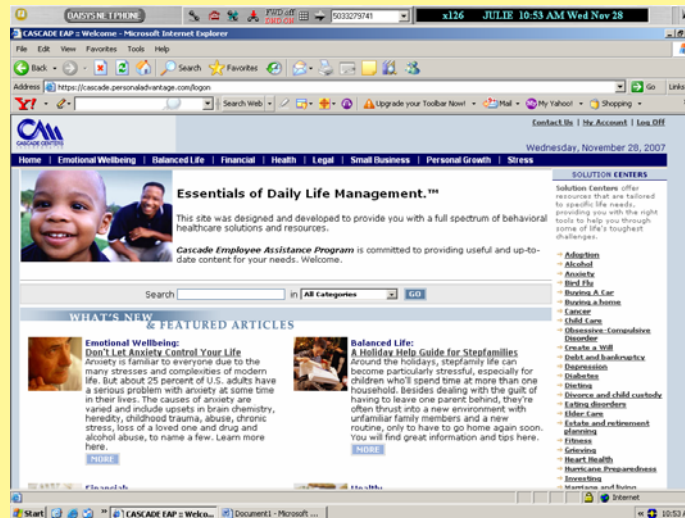 DAISYS NET PHONE
FWD off
DND ON
5033279741
x126 JULIE 10:53 AM Wed Nov 28
CASCADE EAP :: Welcome - Microsoft Internet Explorer
File Edit View Favorites Tools Help
Back Search Favorites
Address https://cascade.personaladvantage.com/logon Go Links
Y! Search Web Upgrade your Toolbar Now! Mail My Yahoo! Shopping
CASCADE CENTERS
Contact Us | My Account | Log Off
Wednesday, November 28, 2007
Home | Emotional Wellbeing | Balanced Life | Financial | Health | Legal | Small Business | Personal Growth | Stress
Essentials of Daily Life Management.™
This site was designed and developed to provide you with a full spectrum of behavioral
healthcare solutions and resources.
Cascade Employee Assistance Program is committed to providing useful and up-to-
date content for your needs. Welcome.
Search in All Categories GO
WHAT'S NEW
& FEATURED ARTICLES
Emotional Wellbeing:
Don't Let Anxiety Control Your Life
Anxiety is familiar to everyone due to the
many stresses and complexities of modern
life. But about 25 percent of U.S. adults have
a serious problem with anxiety at some time
in their lives. The causes of anxiety are
varied and include upsets in brain chemistry,
heredity, childhood trauma, abuse, chronic
stress, loss of a loved one and drug and
alcohol abuse, to name a few. Learn more
here.
MORE
Balanced Life:
A Holiday Help Guide for Stepfamilies
Around the holidays, stepfamily life can
become particularly stressful, especially for
children who'll spend time at more than one
household. Besides dealing with the guilt of
having to leave one parent behind, they're
often thrust into a new environment with
unfamiliar family members and a new
routine, only to have to go home again soon.
You will find great information and tips here.
MORE
Financial:
Health:
SOLUTION CENTERS
Solution Centers offer
resources that are tailored
to specific life needs,
providing you with the right
tools to help you through
some of life's toughest
challenges.
Adoption
Alcohol
Anxiety
Bird Flu
Buying A Car
Buying a home
Cancer
Child Care
Obsessive-Compulsive
Disorder
Create a Will
Debt and bankruptcy
Depression
Diabetes
Dieting
Divorce and child custody
Eating disorders
Elder Care
Estate and retirement
planning
Fitness
Grieving
Heart Health
Hurricane Preparedness
Investing
Marriage and living
Internet
Start CASCADE EAP :: Welco... Document1 - Microsoft ... 10:53 A